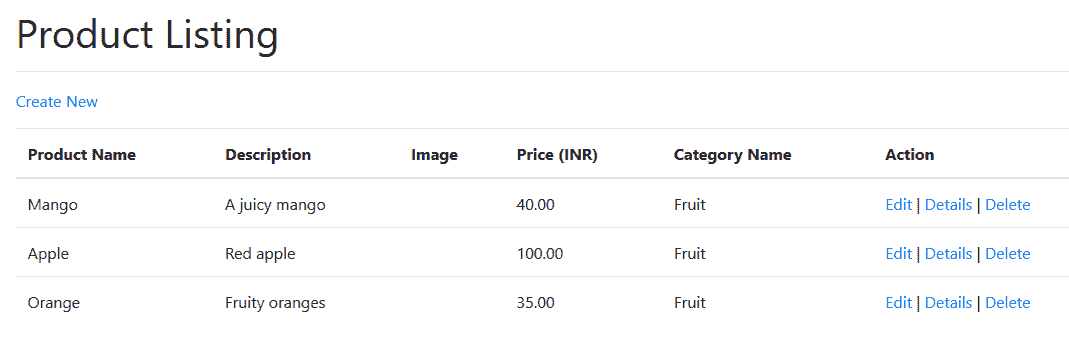 Product Listing
Create New
Product Name Description Image Price (INR) Category Name Action
Mango A juicy mango 40.00 Fruit Edit | Details | Delete
Apple Red apple 100.00 Fruit Edit | Details | Delete
Orange Fruity oranges 35.00 Fruit Edit | Details | Delete